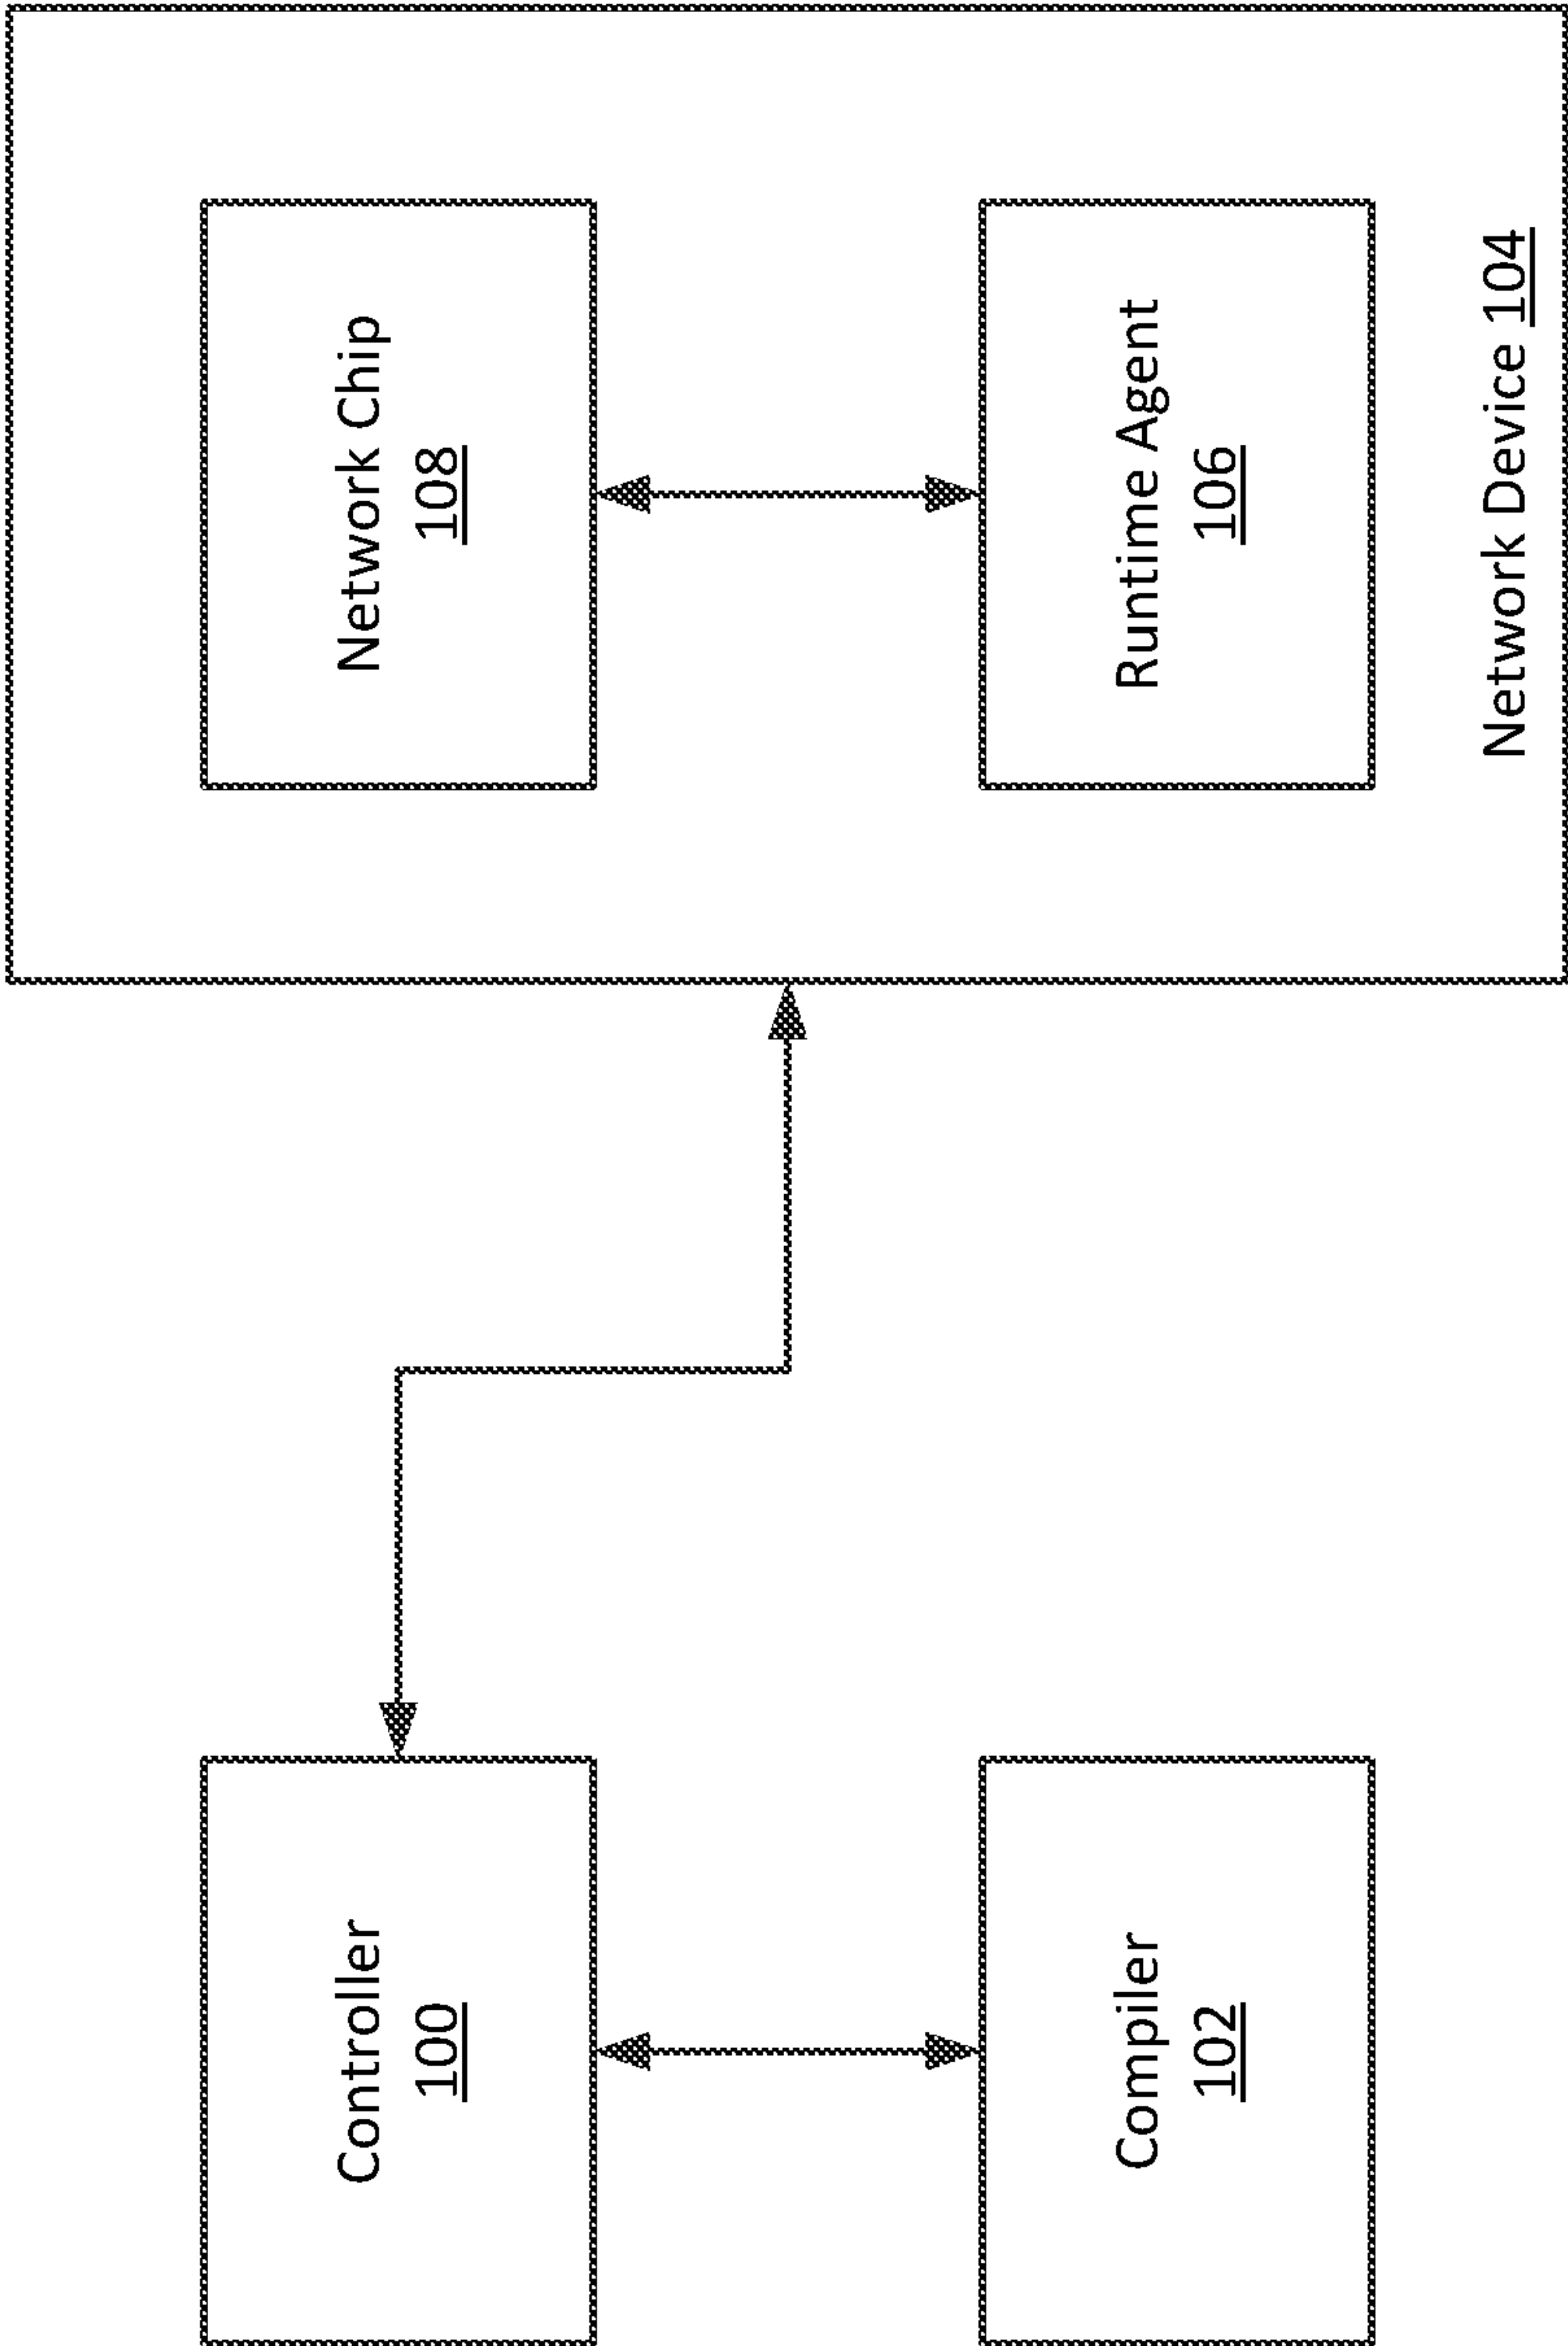 Controller
100
Network Chip
108
Compiler
102
Runtime Agent
106
Network Device 104